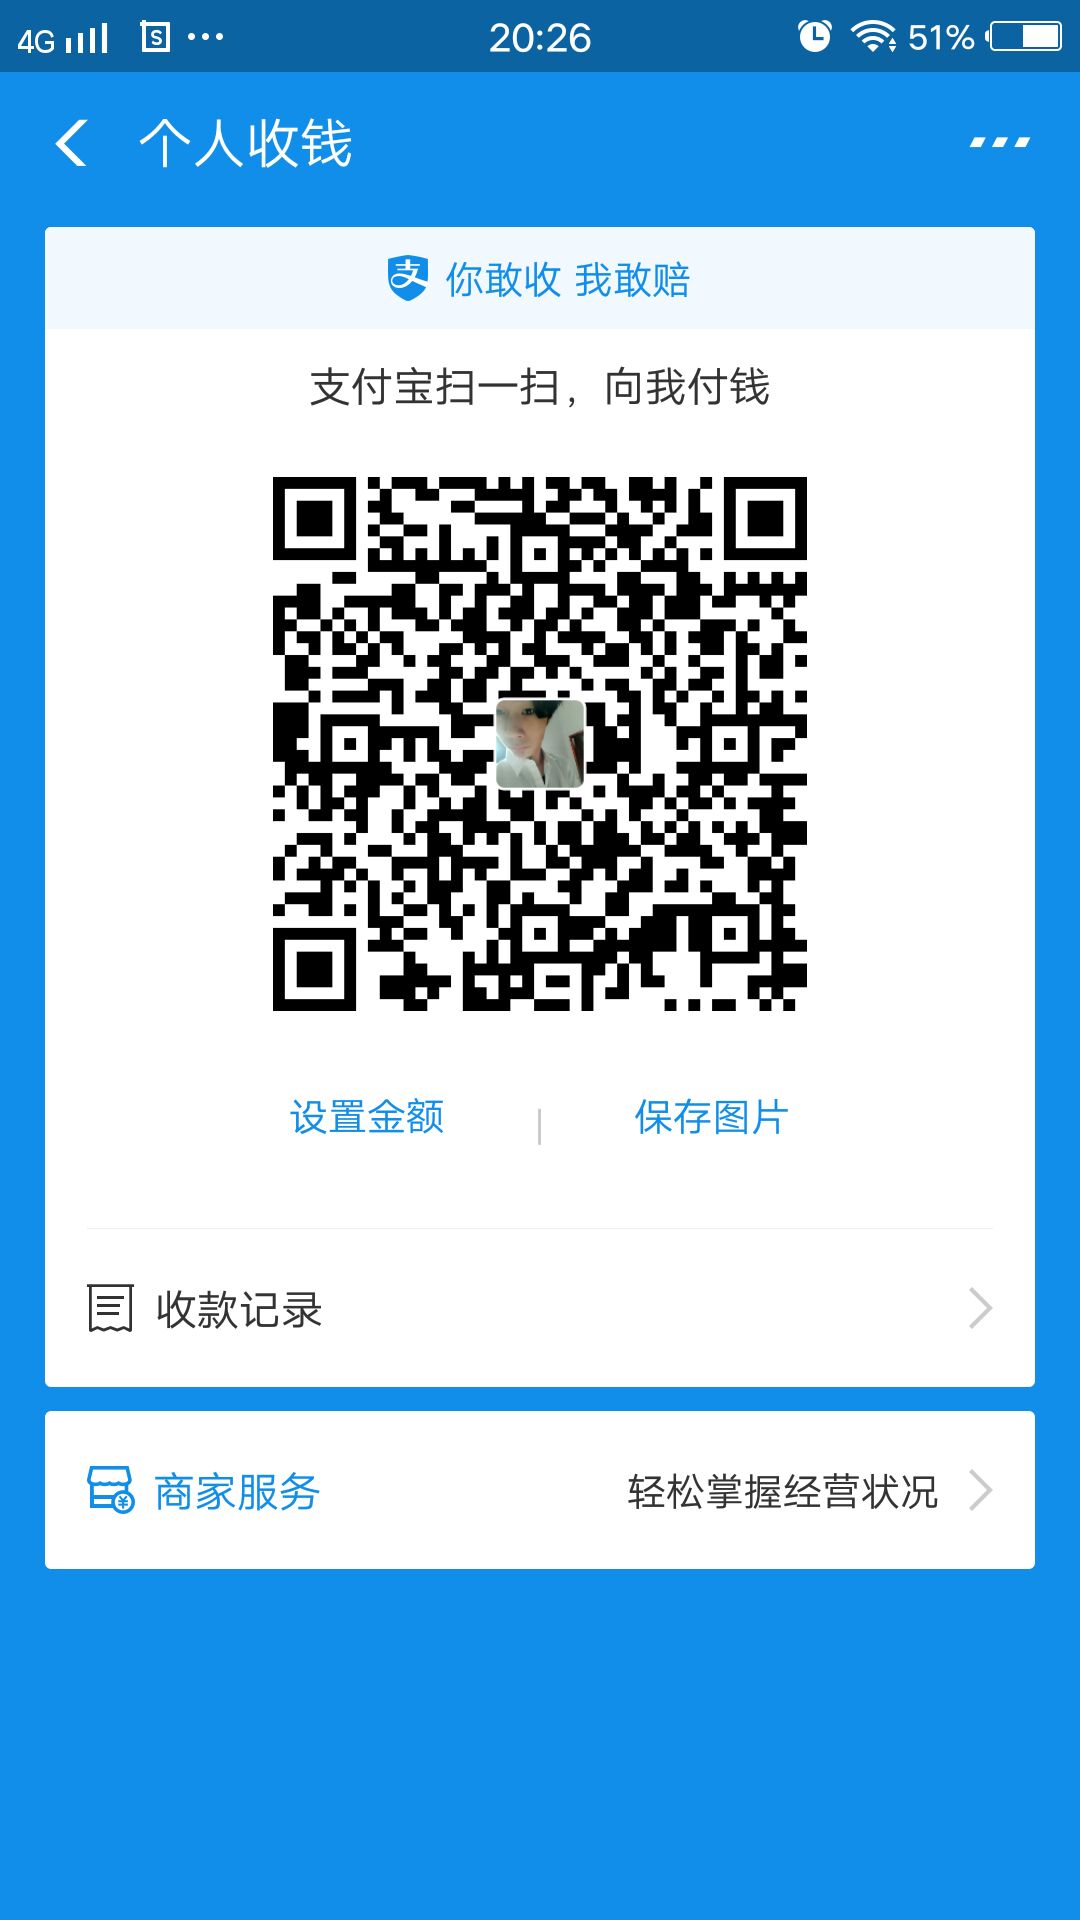 4G 20:26 51%
个人收钱
支 你敢收 我敢赔
支付宝扫一扫，向我付钱
设置金额 | 保存图片
收款记录
商家服务 轻松掌握经营状况